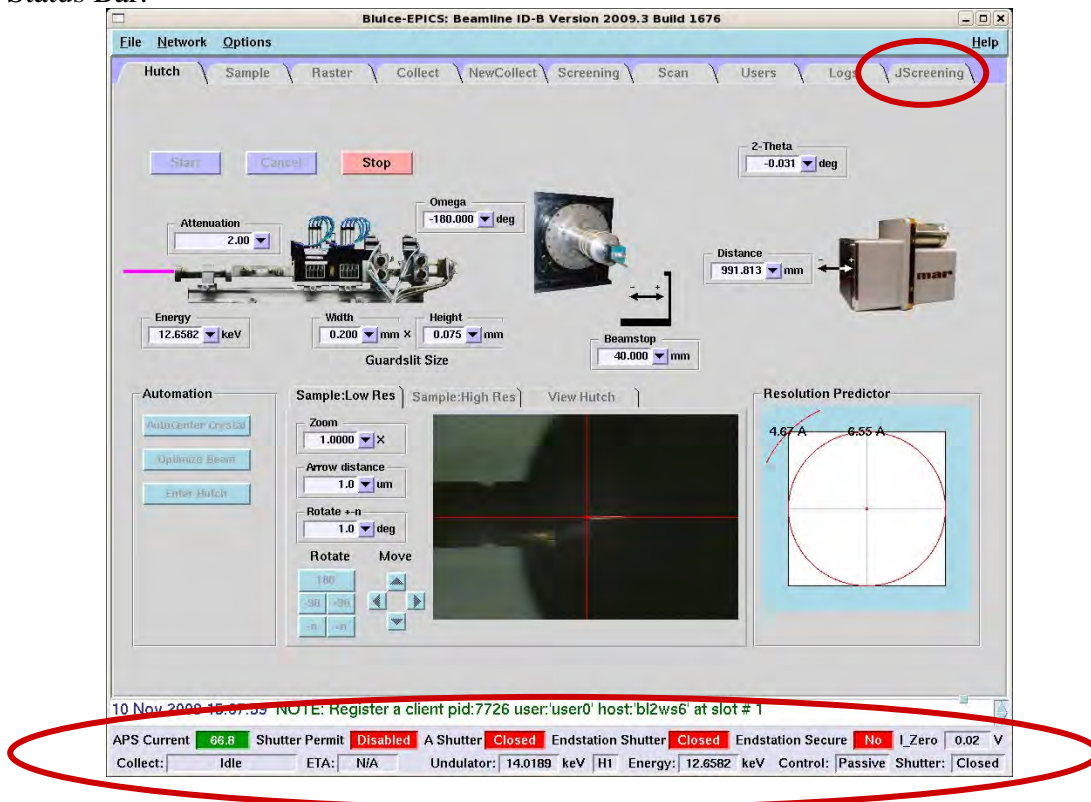 Status Bar.
BluIce-EPICS: Beamline ID-B Version 2009.3 Build 1676
File Network Options Help
Hutch Sample Raster Collect NewCollect Screening Scan Users Logs JScreening
Start Cancel Stop
2-Theta
-0.031 deg
Omega
-180.000 deg
Attenuation
2.00
Distance
991.813 mm
mar
Energy
12.6582 keV
Width
0.200 mm ×
Height
0.075 mm
Guardslit Size
Beamstop
40.000 mm
- +
- +
Automation
AutoCenter Crystal
Optimize Beam
Enter Hutch
Sample:Low Res Sample:High Res View Hutch
Zoom
1.0000 X
Arrow distance
1.0 um
Rotate +-n
1.0 deg
Rotate Move
180
-90 +90
-n +n
Resolution Predictor
4.67 A 6.55 A
10 Nov 2009 NOTE: Register a client pid:7726 user:'user0' host:'bl2ws6' at slot # 1
APS Current 66.8 Shutter Permit Disabled A Shutter Closed Endstation Shutter Closed Endstation Secure No I_Zero 0.02 V
Collect: Idle ETA: N/A Undulator: 14.0189 keV H1 Energy: 12.6582 keV Control: Passive Shutter: Closed